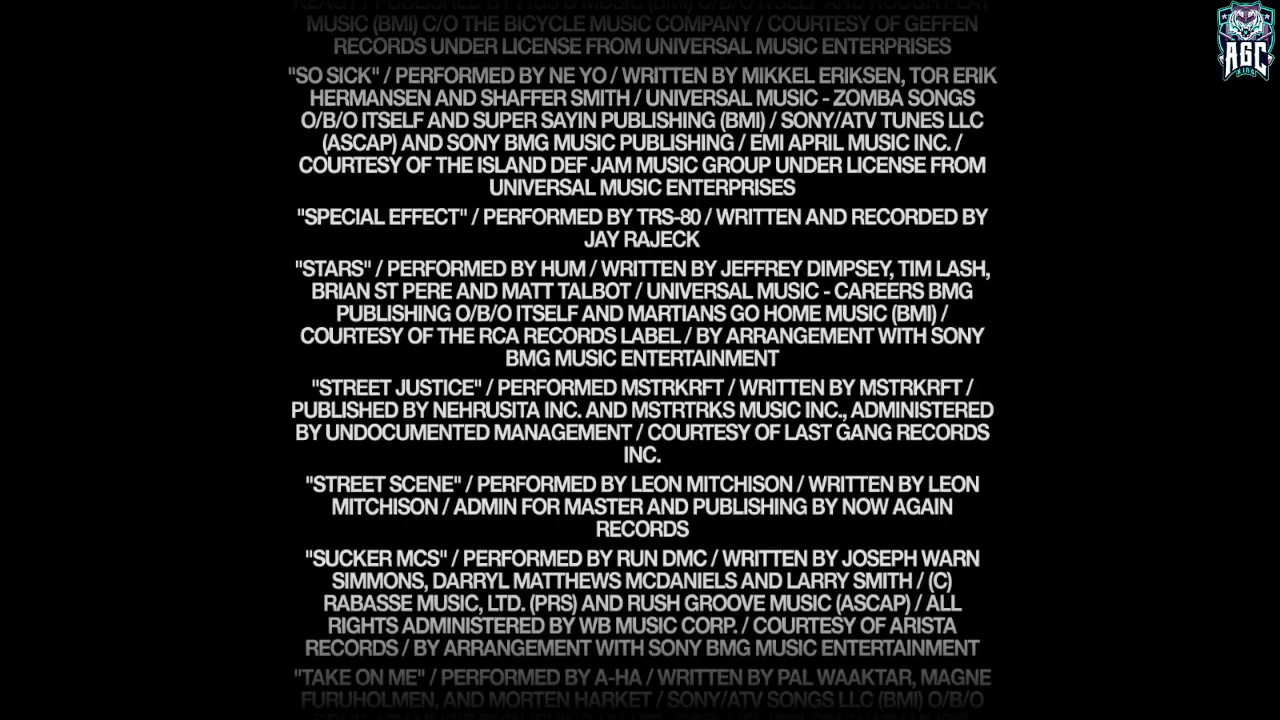 READY / PUBLISHED BY
MUSIC (BMI) C/O THE BICYCLE MUSIC COMPANY / COURTESY OF GEFFEN
RECORDS UNDER LICENSE FROM UNIVERSAL MUSIC ENTERPRISES
"SO SICK" / PERFORMED BY NE YO / WRITTEN BY MIKKEL ERIKSEN, TOR ERIK
HERMANSEN AND SHAFFER SMITH / UNIVERSAL MUSIC - ZOMBA SONGS
O/B/O ITSELF AND SUPER SAYIN PUBLISHING (BMI) / SONY/ATV TUNES LLC
(ASCAP) AND SONY BMG MUSIC PUBLISHING / EMI APRIL MUSIC INC. /
COURTESY OF THE ISLAND DEF JAM MUSIC GROUP UNDER LICENSE FROM
UNIVERSAL MUSIC ENTERPRISES
"SPECIAL EFFECT" / PERFORMED BY TRS-80 / WRITTEN AND RECORDED BY
JAY RAJECK
"STARS" / PERFORMED BY HUM / WRITTEN BY JEFFREY DIMPSEY, TIM LASH,
BRIAN ST PERE AND MATT TALBOT / UNIVERSAL MUSIC - CAREERS BMG
PUBLISHING O/B/O ITSELF AND MARTIANS GO HOME MUSIC (BMI) /
COURTESY OF THE RCA RECORDS LABEL / BY ARRANGEMENT WITH SONY
BMG MUSIC ENTERTAINMENT
"STREET JUSTICE" / PERFORMED MSTRKRFT / WRITTEN BY MSTRKRFT /
PUBLISHED BY NEHRUSITA INC. AND MSTRTRKS MUSIC INC., ADMINISTERED
BY UNDOCUMENTED MANAGEMENT / COURTESY OF LAST GANG RECORDS
INC.
"STREET SCENE" / PERFORMED BY LEON MITCHISON / WRITTEN BY LEON
MITCHISON / ADMIN FOR MASTER AND PUBLISHING BY NOW AGAIN
RECORDS
"SUCKER MCS" / PERFORMED BY RUN DMC / WRITTEN BY JOSEPH WARN
SIMMONS, DARRYL MATTHEWS MCDANIELS AND LARRY SMITH / (C)
RABASSE MUSIC, LTD. (PRS) AND RUSH GROOVE MUSIC (ASCAP) / ALL
RIGHTS ADMINISTERED BY WB MUSIC CORP. / COURTESY OF ARISTA
RECORDS / BY ARRANGEMENT WITH SONY BMG MUSIC ENTERTAINMENT
"TAKE ON ME" / PERFORMED BY A-HA / WRITTEN BY PAL WAAKTAR, MAGNE
FURUHOLMEN, AND MORTEN HARKET / SONY/ATV SONGS LLC (BMI) O/B/O
AGC